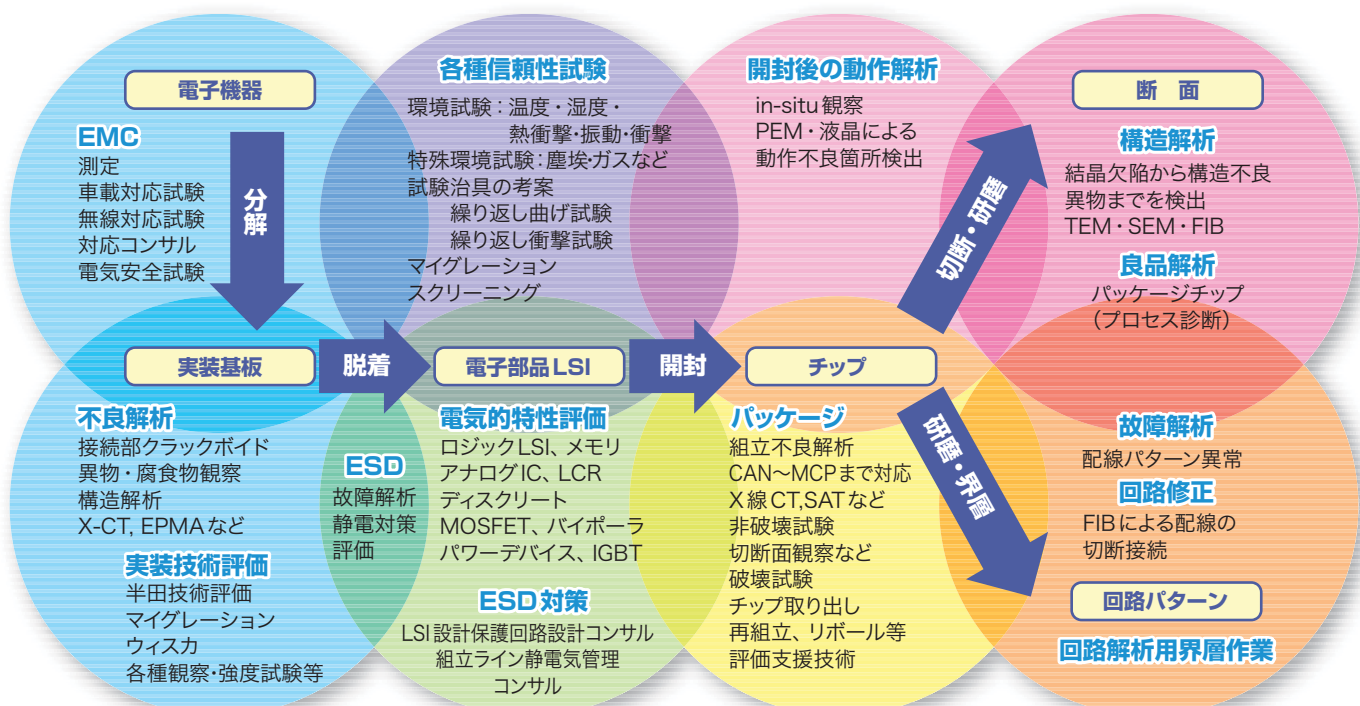 電子機器
EMC
測定
車載対応試験
無線対応試験
対応コンサル
電気安全試験
分解
各種信頼性試験
環境試験：温度・湿度・
熱衝撃・振動・衝撃
特殊環境試験：塵埃・ガスなど
試験治具の考案
繰り返し曲げ試験
繰り返し衝撃試験
マイグレーション
スクリーニング
開封後の動作解析
in-situ観察
PEM・液晶による
動作不良箇所検出
切断・研磨
断　面
構造解析
結晶欠陥から構造不良
異物までを検出
TEM・SEM・FIB
良品解析
パッケージチップ
（プロセス診断）
実装基板
脱着
電子部品LSI
開封
チップ
不良解析
接続部クラックボイド
異物・腐食物観察
構造解析
X-CT, EPMAなど
実装技術評価
半田技術評価
マイグレーション
ウィスカ
各種観察・強度試験等
ESD
故障解析
静電対策
評価
電気的特性評価
ロジックLSI、メモリ
アナログIC、LCR
ディスクリート
MOSFET、バイポーラ
パワーデバイス、IGBT
ESD対策
LSI設計保護回路設計コンサル
組立ライン静電気管理
コンサル
パッケージ
組立不良解析
CAN〜MCPまで対応
X線CT,SATなど
非破壊試験
切断面観察など
破壊試験
チップ取り出し
再組立、リボール等
評価支援技術
研磨・界層
故障解析
配線パターン異常
回路修正
FIBによる配線の
切断接続
回路パターン
回路解析用界層作業